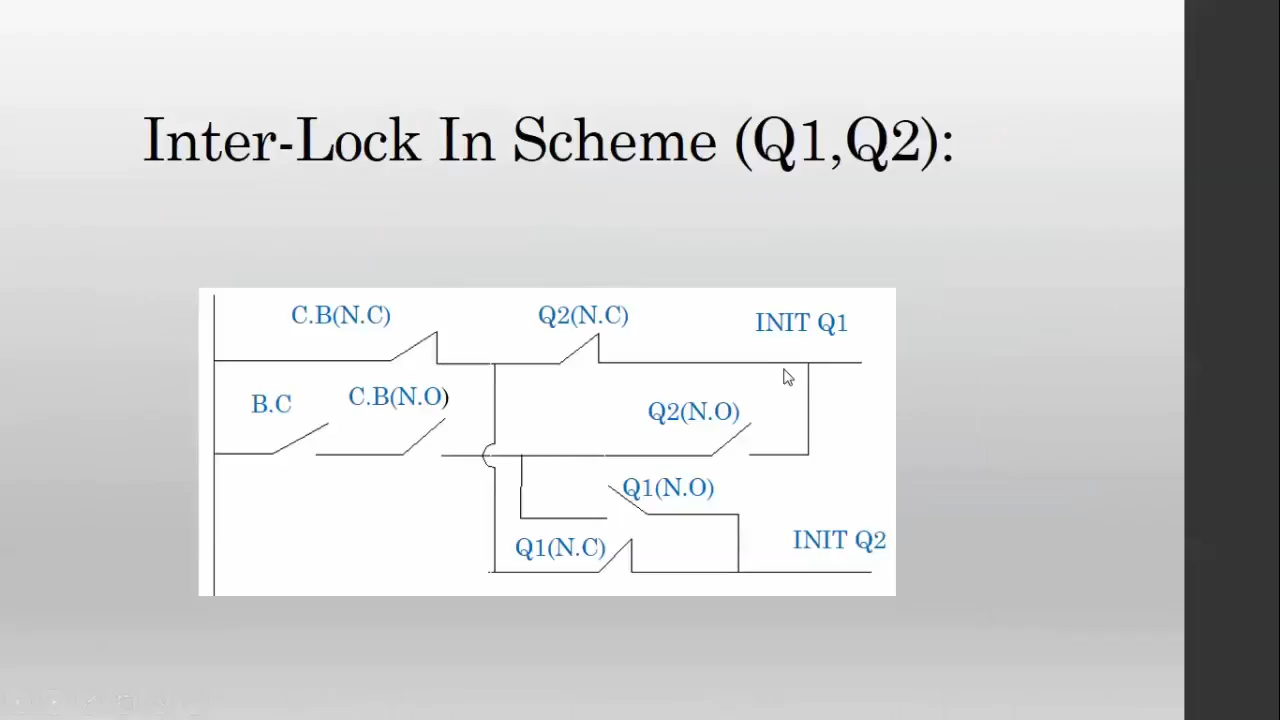 Inter-Lock In Scheme (Q1,Q2):
C.B(N.C)
Q2(N.C)
INIT Q1
B.C
C.B(N.O)
Q2(N.O)
Q1(N.O)
Q1(N.C)
INIT Q2